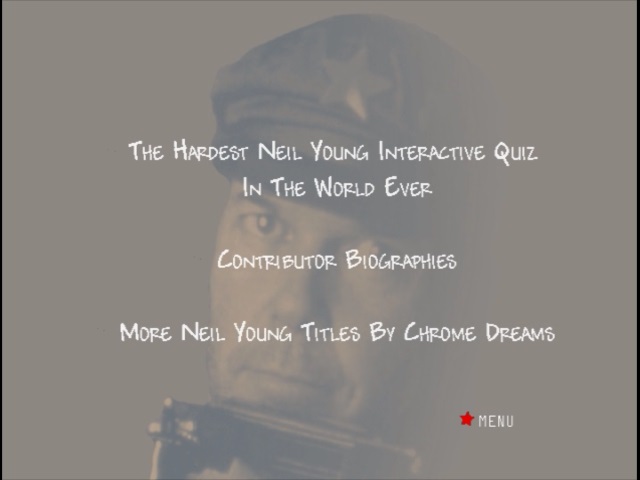 The Hardest Neil Young Interactive Quiz
In The World Ever
Contributor Biographies
More Neil Young Titles By Chrome Dreams
MENU